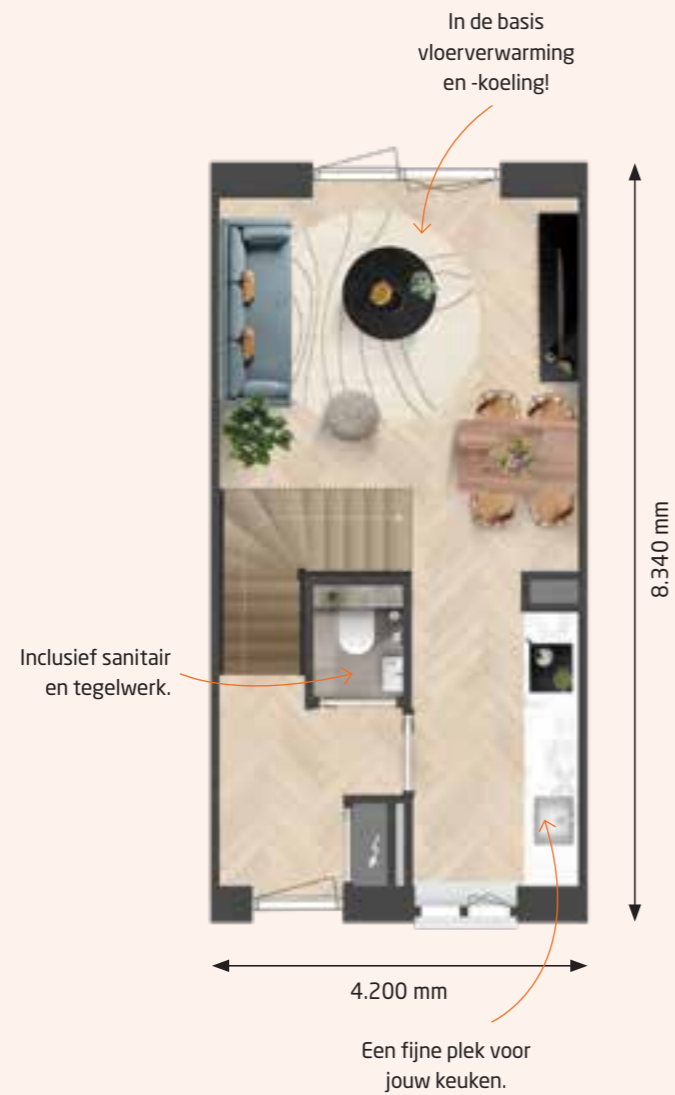 In de basis
vloerverwarming
en -koeling!
8.340 mm
Inclusief sanitair
en tegelwerk.
4.200 mm
Een fijne plek voor
jouw keuken.